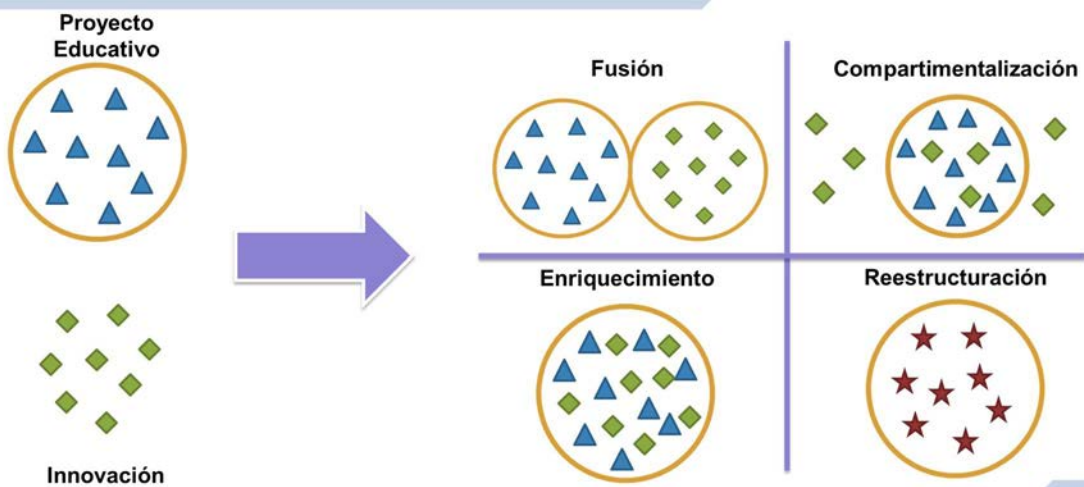 Proyecto
Educativo
Innovación
Fusión
Compartimentalización
Enriquecimiento
Reestructuración